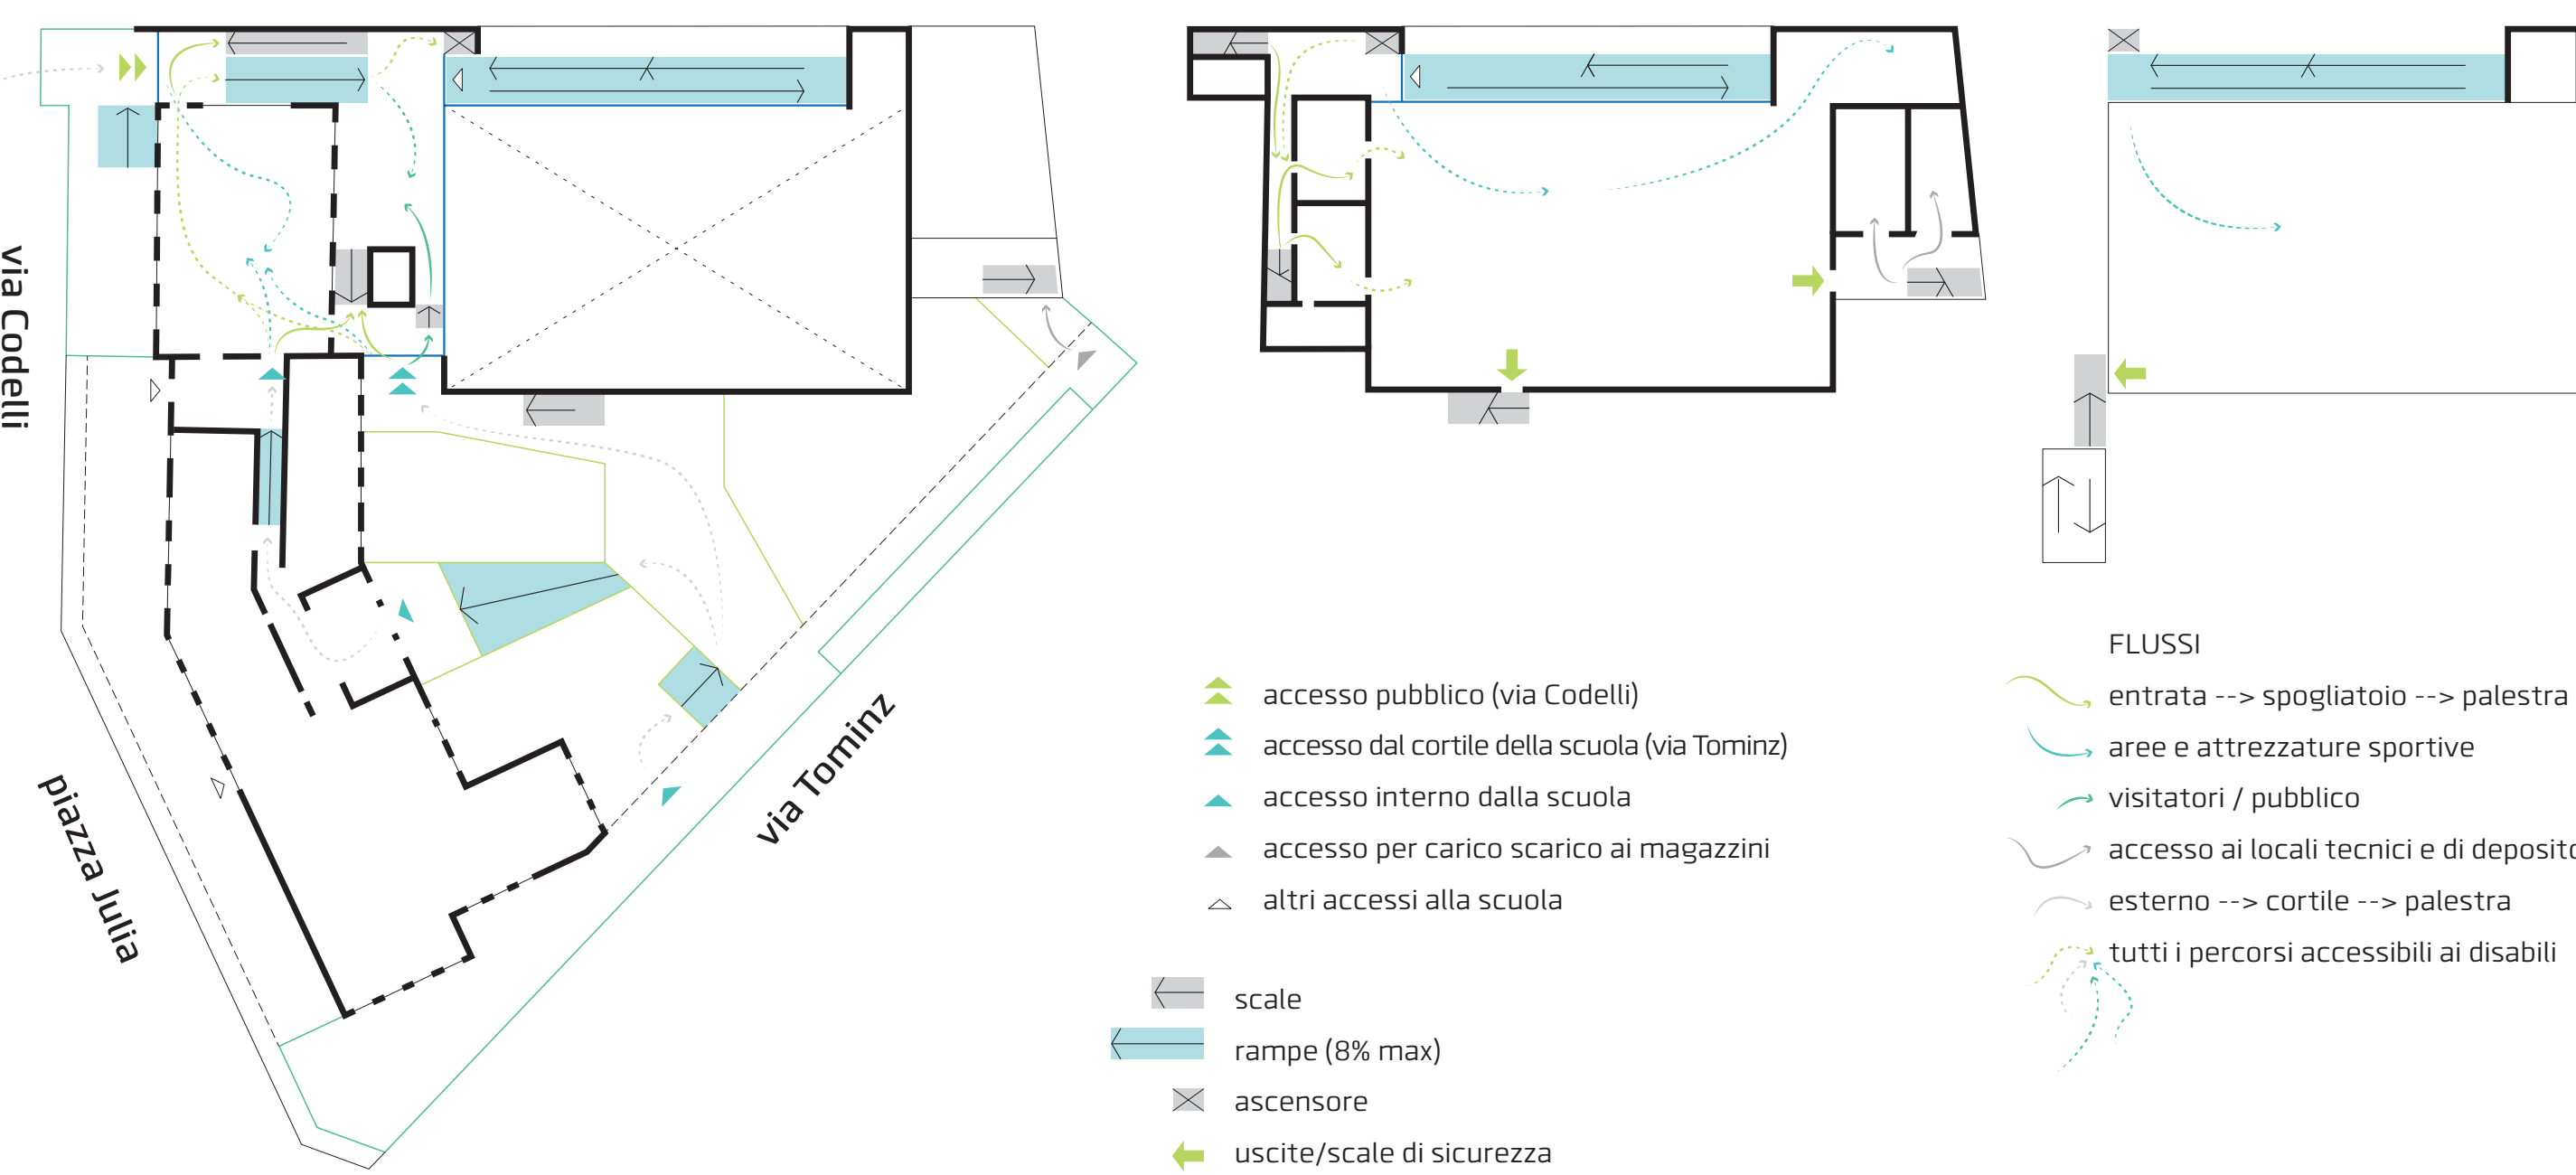 via Codelli
piazza Julia
via Tominz
accesso pubblico (via Codelli)
accesso dal cortile della scuola (via Tominz)
accesso interno dalla scuola
accesso per carico scarico ai magazzini
altri accessi alla scuola
scale
rampe (8% max)
ascensore
uscite/scale di sicurezza
FLUSSI
entrata --> spogliatoio --> palestra
aree e attrezzature sportive
visitatori / pubblico
accesso ai locali tecnici e di deposito
esterno --> cortile --> palestra
tutti i percorsi accessibili ai disabili